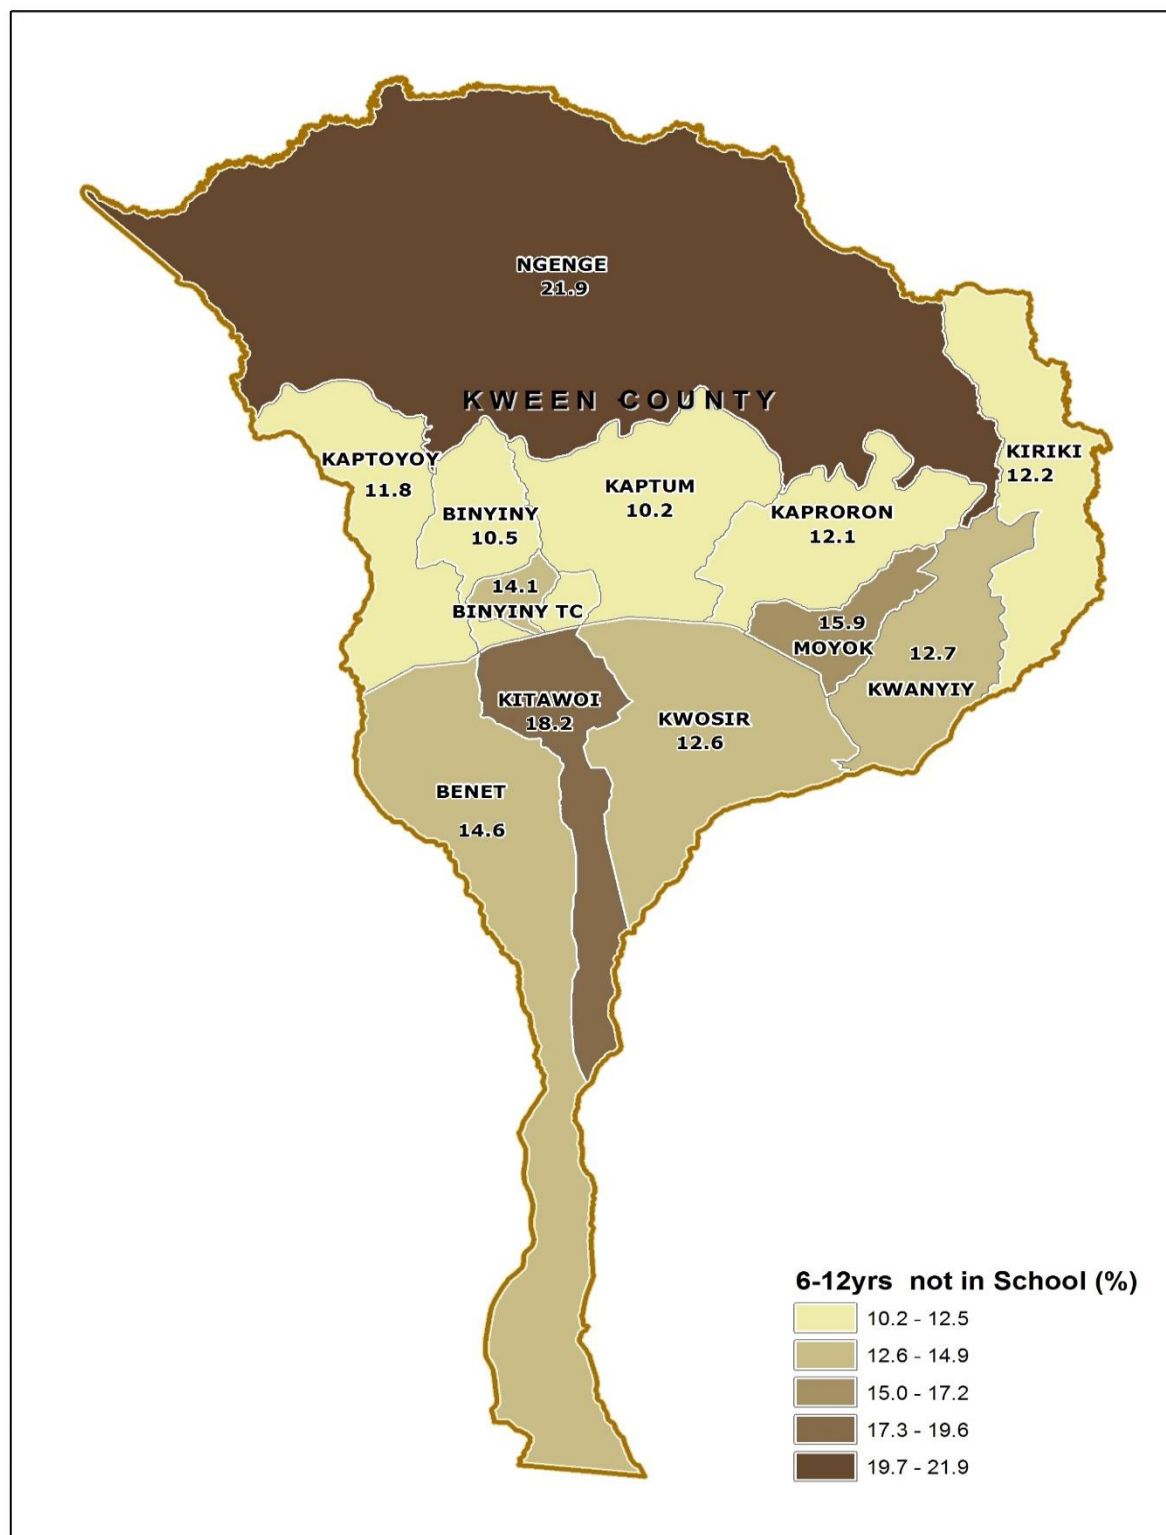 NGENGE
21.9
KWEEN COUNTY
KAPTOYOY
11.8
BINYINY
10.5
KAPTUM
10.2
KAPRORON
12.1
KIRIKI
12.2
14.1
BINYINY TC
15.9
MOYOK
12.7
KWANYIY
KITAWOI
18.2
KWOSIR
12.6
BENET
14.6
6-12yrs not in School (%)
10.2 - 12.5
12.6 - 14.9
15.0 - 17.2
17.3 - 19.6
19.7 - 21.9